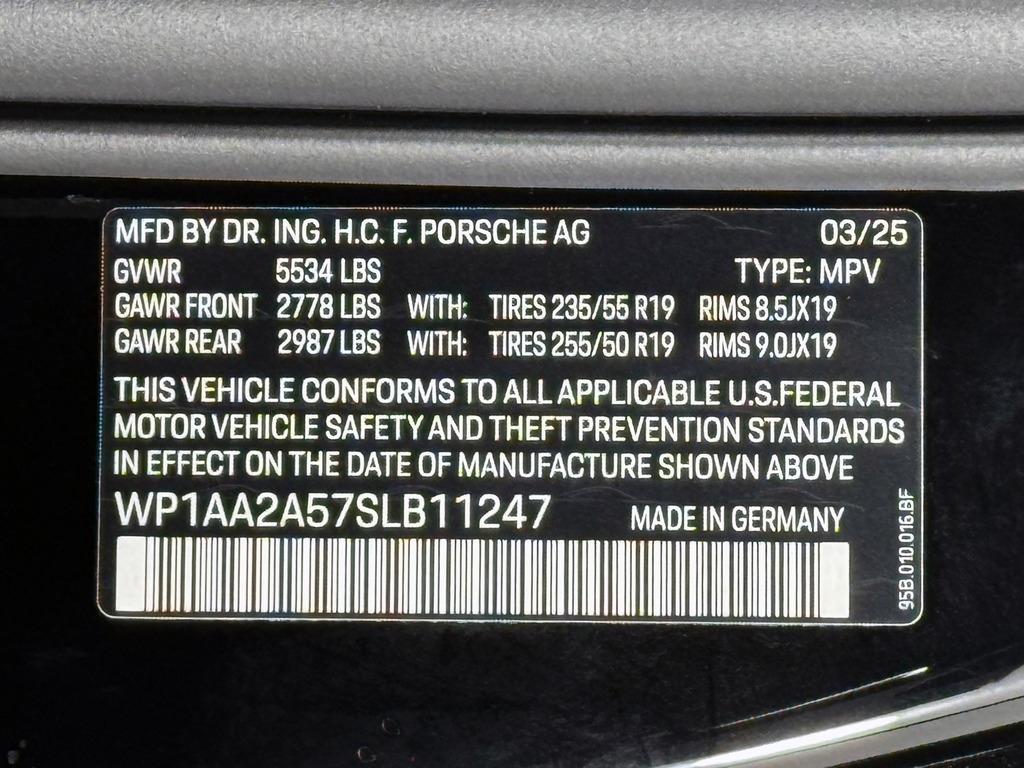 MFD BY DR. ING. H.C. F. PORSCHE AG 03/25
GVWR 5534 LBS TYPE: MPV
GAWR FRONT 2778 LBS WITH: TIRES 235/55 R19 RIMS 8.5JX19
GAWR REAR 2987 LBS WITH: TIRES 255/50 R19 RIMS 9.0JX19
THIS VEHICLE CONFORMS TO ALL APPLICABLE U.S.FEDERAL
MOTOR VEHICLE SAFETY AND THEFT PREVENTION STANDARDS
IN EFFECT ON THE DATE OF MANUFACTURE SHOWN ABOVE
WP1AA2A57SLB11247 MADE IN GERMANY
95B.010.016.BF